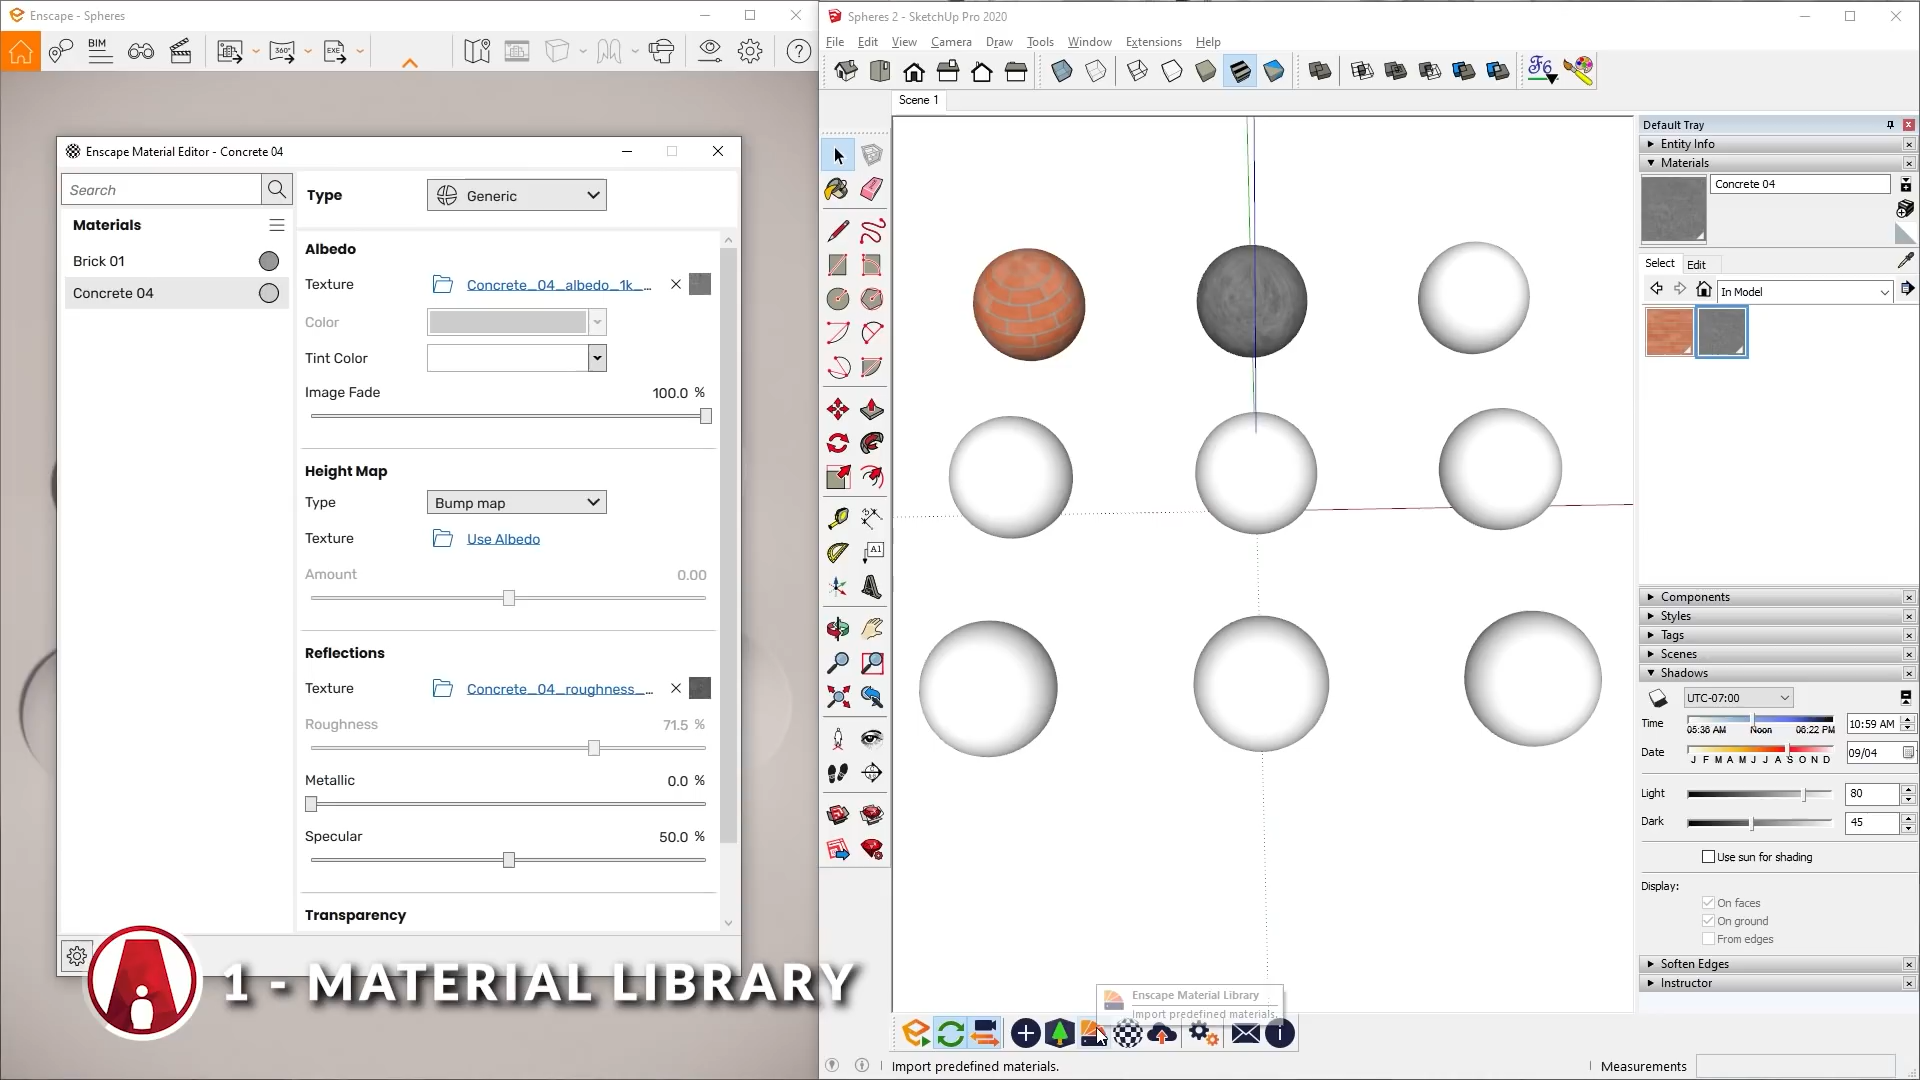 Enscape - Spheres
BIM
360°
EXE
Enscape Material Editor - Concrete 04
Search
Materials
Brick 01
Concrete 04
Type
Generic
Albedo
Texture
Concrete_04_albedo_1k_...
Color
Tint Color
Image Fade
100.0 %
Height Map
Type
Bump map
Texture
Use Albedo
Amount
0.00
Reflections
Texture
Concrete_04_roughness_...
Roughness
71.5 %
Metallic
0.0 %
Specular
50.0 %
Transparency
1 - MATERIAL LIBRARY
Spheres 2 - SketchUp Pro 2020
File Edit View Camera Draw Tools Window Extensions Help
F6
Scene 1
A1
Enscape Material Library
Import predefined materials.
Import predefined materials.
Measurements
Default Tray
Entity Info
Materials
Concrete 04
Select
Edit
In Model
Components
Styles
Tags
Scenes
Shadows
UTC-07:00
Time
05:36 AM Noon 06:22 PM
10:59 AM
Date
J F M A M J J A S O N D
09/04
Light
80
Dark
45
Use sun for shading
Display:
On faces
On ground
From edges
Soften Edges
Instructor